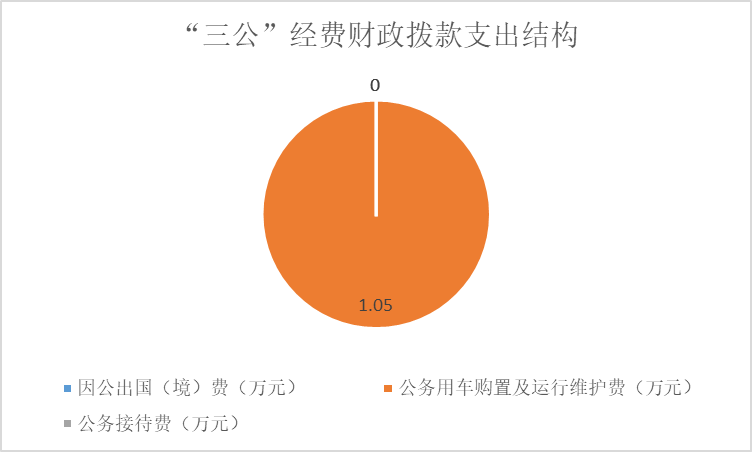 “三公”经费财政拨款支出结构
0
1.05
因公出国（境）费（万元）
公务用车购置及运行维护费（万元）
公务接待费（万元）